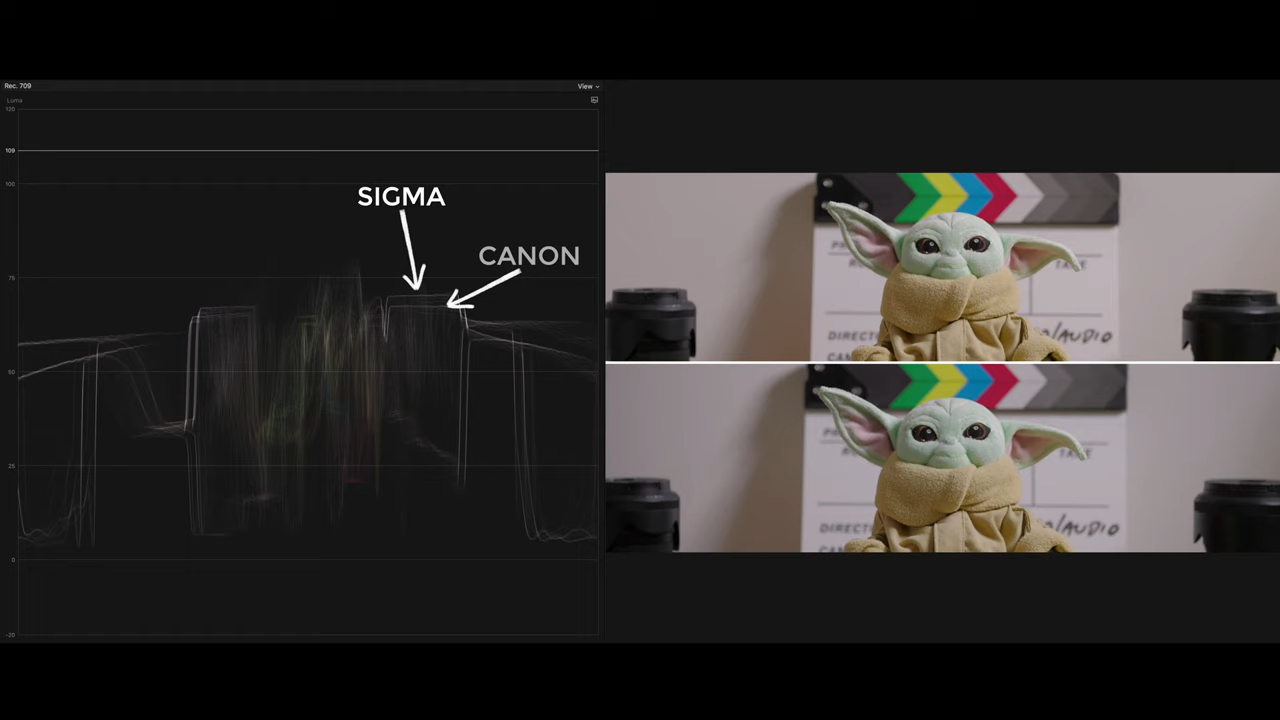 Rec. 709
View
Luma
120
109
100
75
50
25
0
-20
SIGMA
CANON
DIRECT
/AUDIO
DIRECT
/AUDIO